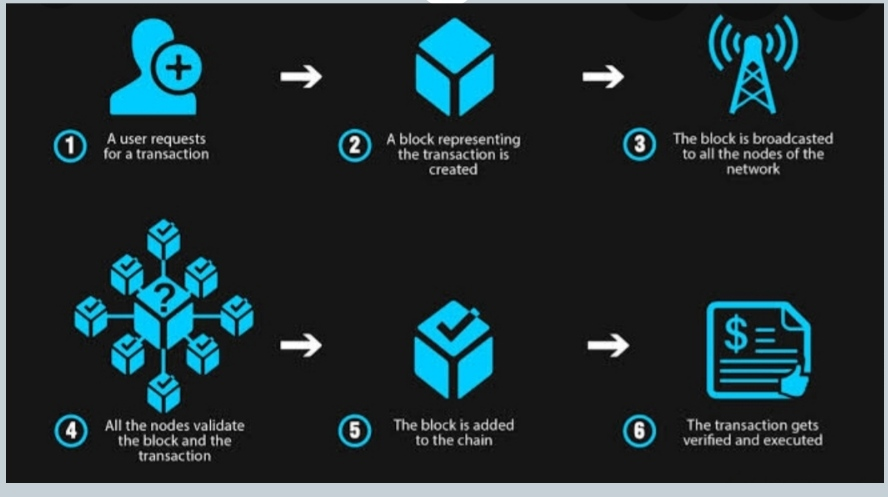 1
A user requests
for a transaction
2
A block representing
the transaction is
created
3
The block is broadcasted
to all the nodes of the
network
?
4
All the nodes validate
the block and the
transaction
5
The block is added
to the chain
$
6
The transaction gets
verified and executed